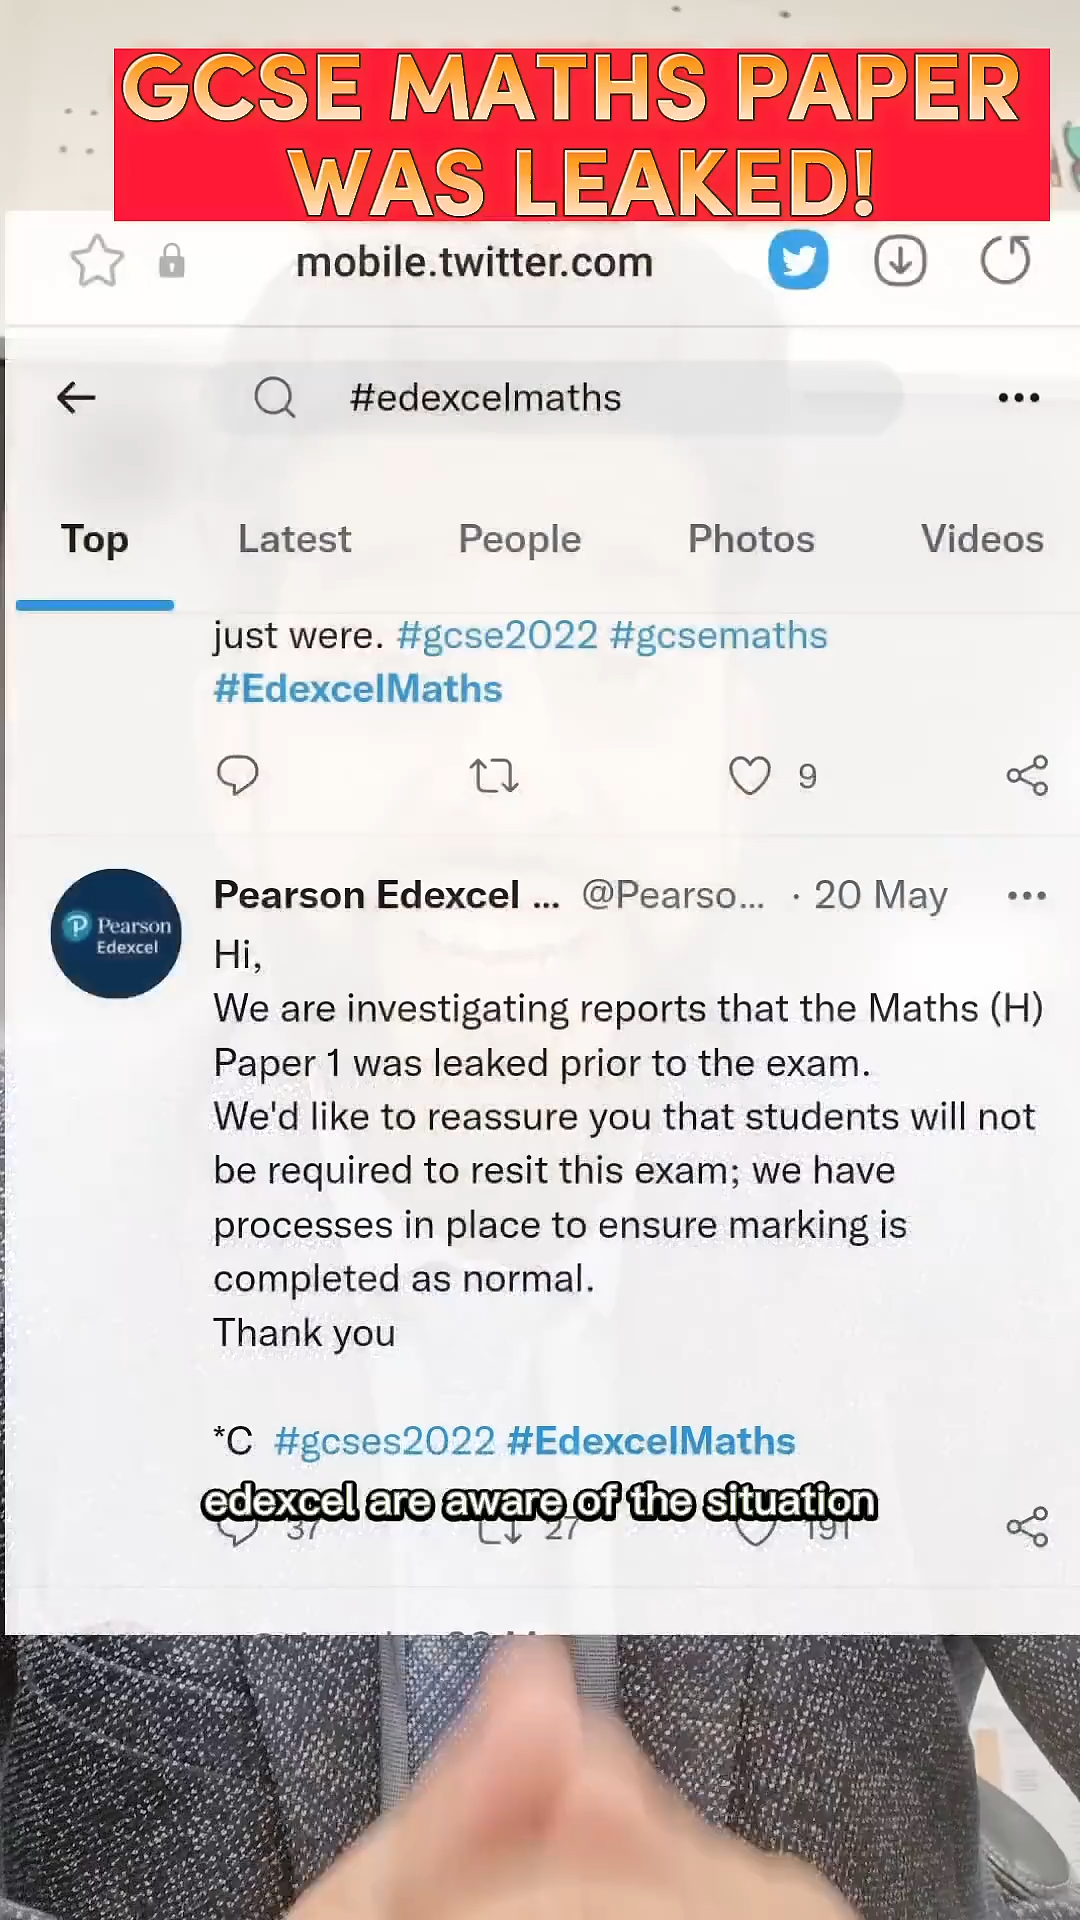 GCSE MATHS PAPER
WAS LEAKED!
mobile.twitter.com
#edexcelmaths
Top Latest People Photos Videos
just were. #gcse2022 #gcsemaths
#EdexcelMaths
9
Pearson Edexcel ... @Pearso... · 20 May
Pearson
Edexcel
Hi,
We are investigating reports that the Maths (H)
Paper 1 was leaked prior to the exam.
We'd like to reassure you that students will not
be required to resit this exam; we have
processes in place to ensure marking is
completed as normal.
Thank you
*C #gcses2022 #EdexcelMaths
edexcel are aware of the situation
37 27 191